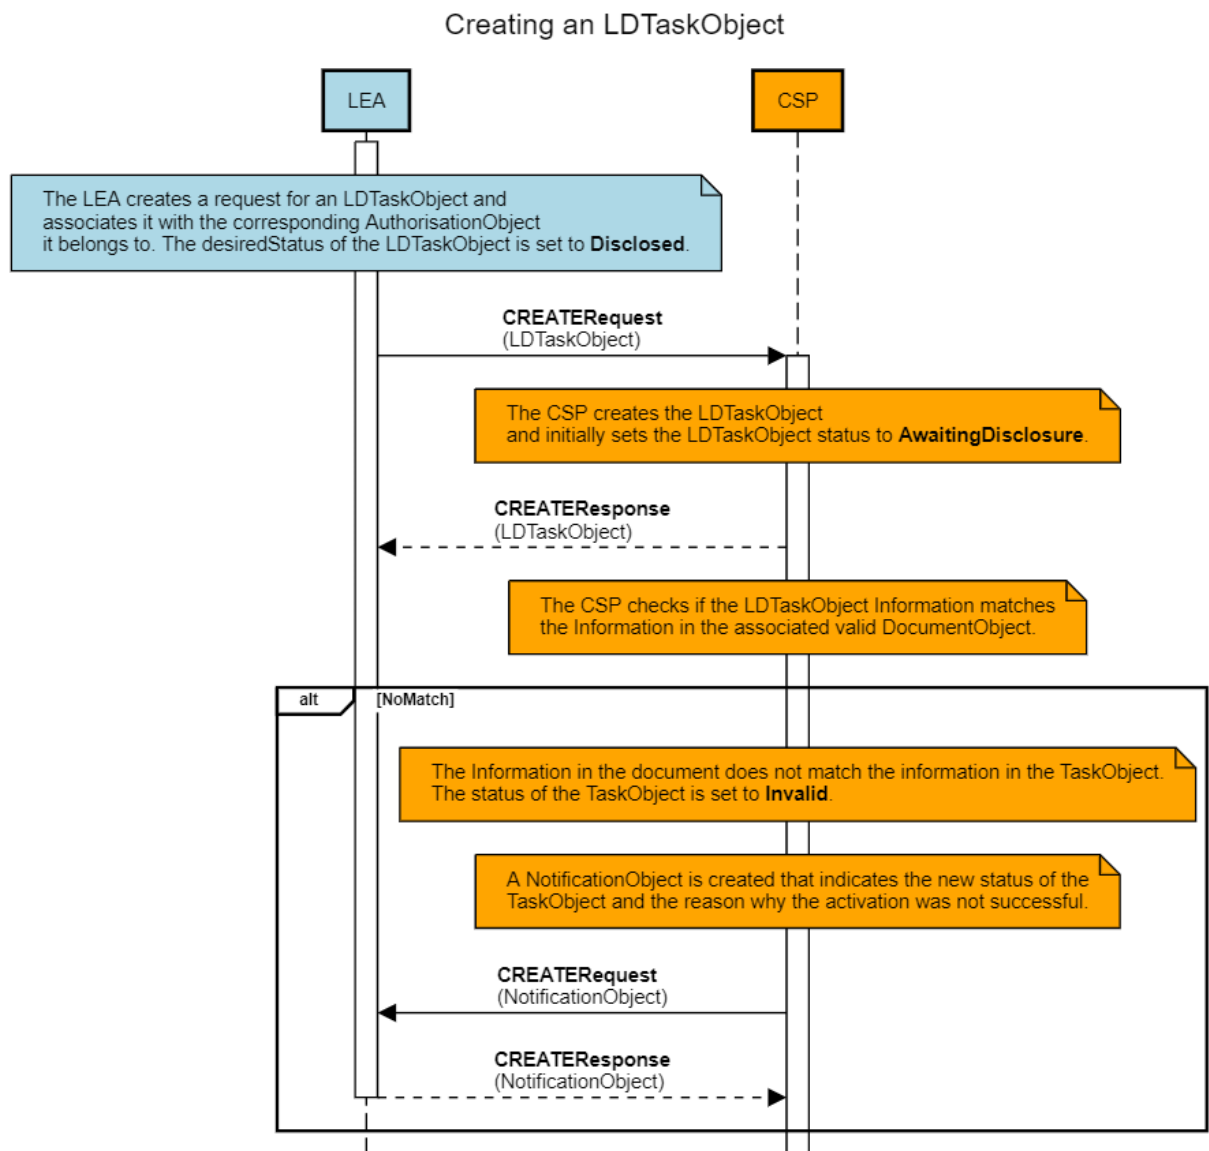 Creating an LDTaskObject
LEA
CSP
The LEA creates a request for an LDTaskObject and
associates it with the corresponding AuthorisationObject
it belongs to. The desiredStatus of the LDTaskObject is set to Disclosed.
CREATERequest
(LDTaskObject)
The CSP creates the LDTaskObject
and initially sets the LDTaskObject status to AwaitingDisclosure.
CREATEResponse
(LDTaskObject)
The CSP checks if the LDTaskObject Information matches
the Information in the associated valid DocumentObject.
alt
[NoMatch]
The Information in the document does not match the information in the TaskObject.
The status of the TaskObject is set to Invalid.
A NotificationObject is created that indicates the new status of the
TaskObject and the reason why the activation was not successful.
CREATERequest
(NotificationObject)
CREATEResponse
(NotificationObject)